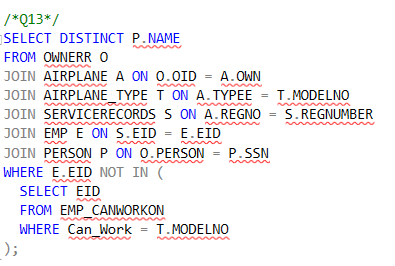 /*Q13*/
SELECT DISTINCT P.NAME
FROM OWNERR O
JOIN AIRPLANE A ON O.OID = A.OWN
JOIN AIRPLANE_TYPE T ON A.TYPEE = T.MODELNO
JOIN SERVICERECORDS S ON A.REGNO = S.REGNUMBER
JOIN EMP E ON S.EID = E.EID
JOIN PERSON P ON O.PERSON = P.SSN
WHERE E.EID NOT IN (
  SELECT EID
  FROM EMP_CANWORKON
  WHERE Can_Work = T.MODELNO
);